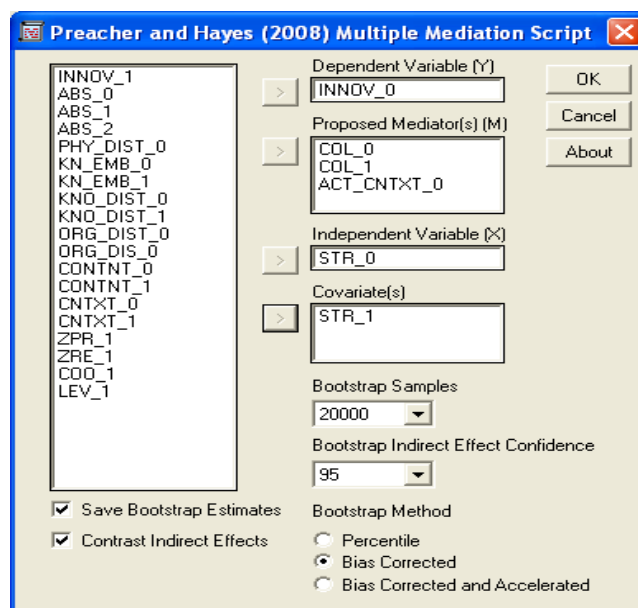 Preacher and Hayes (2008) Multiple Mediation Script
INNOV_1
ABS_0
ABS_1
ABS_2
PHY_DIST_0
KN_EMB_0
KN_EMB_1
KNO_DIST_0
KNO_DIST_1
ORG_DIST_0
ORG_DIS_0
CONTNT_0
CONTNT_1
CNTXT_0
CNTXT_1
ZPR_1
ZRE_1
COO_1
LEV_1
Save Bootstrap Estimates
Contrast Indirect Effects
>
>
>
>
Dependent Variable (Y)
INNOV_0
Proposed Mediator(s) (M)
COL_0
COL_1
ACT_CNTXT_0
Independent Variable (X)
STR_0
Covariate(s)
STR_1
Bootstrap Samples
20000
Bootstrap Indirect Effect Confidence
95
Bootstrap Method
Percentile
Bias Corrected
Bias Corrected and Accelerated
OK
Cancel
About